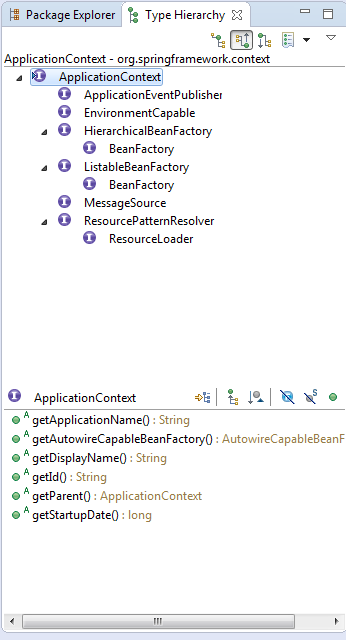 Package Explorer Type Hierarchy
ApplicationContext - org.springframework.context
ApplicationContext
ApplicationEventPublisher
EnvironmentCapable
HierarchicalBeanFactory
BeanFactory
ListableBeanFactory
BeanFactory
MessageSource
ResourcePatternResolver
ResourceLoader
ApplicationContext
getApplicationName() : String
getAutowireCapableBeanFactory() : AutowireCapableBeanF
getDisplayName() : String
getId() : String
getParent() : ApplicationContext
getStartupDate() : long